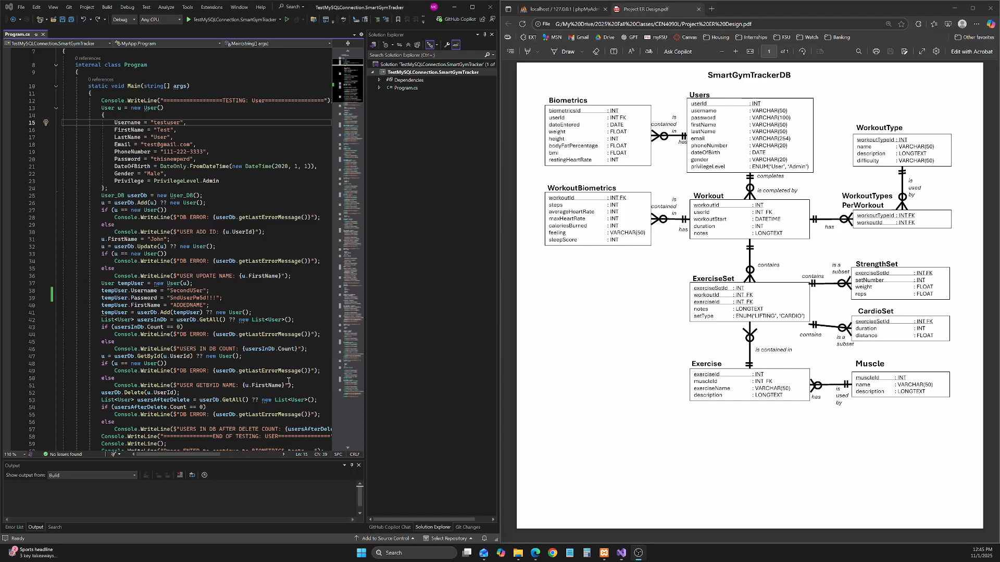 File Edit View Git Project Build Debug Test Analyze Tools Extensions Window Help Search TestMySQLConnection.SmartGymTracker MC
Debug Any CPU TestMySQLConnection.SmartGymTracker GitHub Copilot
Program.cs
TestMySQLConnection.SmartGymTracker MyApp.Program Main(string[] args)
7 {
0 references
8 internal class Program
9 {
0 references
10 static void Main(string[] args)
11 {
12 Console.WriteLine("==================TESTING: User==================");
13 User u = new User()
14 {
15 Username = "testuser",
16 FirstName = "Test",
17 LastName = "User",
18 Email = "test@gmail.com",
19 PhoneNumber = "111-222-3333",
20 Password = "thisnewpwrd",
21 DateOfBirth = DateOnly.FromDateTime(new DateTime(2020, 1, 1)),
22 Gender = "Male",
23 Privilege = PrivilegeLevel.Admin
24 };
25 User_DB userDb = new User_DB();
26 u = userDb.Add(u) ?? new User();
27 if (u == new User())
28 Console.WriteLine($"DB ERROR: {userDb.getLastErrorMessage()}");
29 else
30 Console.WriteLine($"USER ADD ID: {u.UserId}");
31 u.FirstName = "John";
32 u = userDb.Update(u) ?? new User();
33 if (u == new User())
34 Console.WriteLine($"DB ERROR: {userDb.getLastErrorMessage()}");
35 else
36 Console.WriteLine($"USER UPDATE NAME: {u.FirstName}");
37 User tempUser = new User(u);
38 tempUser.Username = "SecondUSer";
39 tempUser.Password = "SndUserPw5d!!!";
40 tempUser.FirstName = "ADDEDNAME";
41 tempUser = userDb.Add(tempUser) ?? new User();
42 List<User> usersInDb = userDb.GetAll() ?? new List<User>();
43 if (usersInDb.Count == 0)
44 Console.WriteLine($"DB ERROR: {userDb.getLastErrorMessage()}");
45 else
46 Console.WriteLine($"USERS IN DB COUNT: {usersInDb.Count}");
47 u = userDb.GetById(u.UserId) ?? new User();
48 if (u == new User())
49 Console.WriteLine($"DB ERROR: {userDb.getLastErrorMessage()}");
50 else
51 Console.WriteLine($"USER GETBYID NAME: {u.FirstName}");
52 userDb.Delete(u.UserId);
53 List<User> usersAfterDelete = userDb.GetAll() ?? new List<User>();
54 if (usersAfterDelete.Count == 0)
55 Console.WriteLine($"DB ERROR: {userDb.getLastErrorMessage()}");
56 else
57 Console.WriteLine($"USERS IN DB AFTER DELETE COUNT: {usersAfterDele
58 Console.WriteLine("===============END OF TESTING: USER================
59 Console.WriteLine();
110 % No issues found Ln: 15 Ch: 39 SPC CRLF
Output
Show output from: Build
Error List Output Search
Ready Add to Source Control Select Repository
Solution Explorer
Search Solution Explorer (Ctrl+;)
Solution 'TestMySQLConnection.SmartGymTracker' (1 of
TestMySQLConnection.SmartGymTracker
Dependencies
Program.cs
GitHub Copilot Chat Solution Explorer Git Changes
localhost / 127.0.0.1 | phpMyAdm Project ER Design.pdf
File G:/My%20Drive/2025%20Fall%20Classes/CEN4090L/Project%20ER%20Design.pdf
EXT MSN Gmail Drive GPT myFSU Canvas Housing Internships FSU Watch Banking Other favorites
Draw Ask Copilot 1 of 1 Edit with Acrobat
SmartGymTrackerDB
Biometrics
biometricsId : INT
userId : INT FK
dateEntered : DATE
weight : FLOAT
height : INT
bodyFatPercentage : FLOAT
bmi : FLOAT
restingHeartRate : INT
is
contained
in
has
Users
userId : INT
username : VARCHAR(50)
password : VARCHAR(100)
firstName : VARCHAR(50)
lastName : VARCHAR(50)
email : VARCHAR(254)
phoneNumber : VARCHAR(20)
dateOfBirth : DATE
gender : VARCHAR(20)
privilegeLevel : ENUM('User', 'Admin')
completes
is completed by
WorkoutType
workoutTypeId : INT
name : VARCHAR(50)
description : LONGTEXT
difficulty : VARCHAR(50)
is
used
by
WorkoutBiometrics
workoutId : INT FK
steps : INT
averageHeartRate : INT
maxHeartRate : INT
caloriesBurned : INT
feeling : VARCHAR(50)
sleepScore : INT
is
contained
in
has
Workout
workoutId : INT
userId : INT FK
workoutStart : DATETIME
duration : INT
notes : LONGTEXT
has
WorkoutTypes
PerWorkout
workoutTypeId : INT FK
workoutId : INT FK
contains
ExerciseSet
exerciseSetId : INT
workoutId : INT FK
exerciseId : INT FK
notes : LONGTEXT
setType : ENUM('LIFTING', 'CARDIO')
contains
is a
subset
StrengthSet
exerciseSetId : INT FK
setNumber : INT
weight : FLOAT
reps : FLOAT
contains
is a
subset
CardioSet
exerciseSetId : INT FK
duration : INT
distance : FLOAT
is contained in
Exercise
exerciseId : INT
muscleId : INT FK
exerciseName : VARCHAR(50)
description : LONGTEXT
has
is
used
by
Muscle
muscleId : INT
name : VARCHAR(50)
description : LONGTEXT
2
Sports headline
3 key takeaways...
Search
12:45 PM
11/1/2025